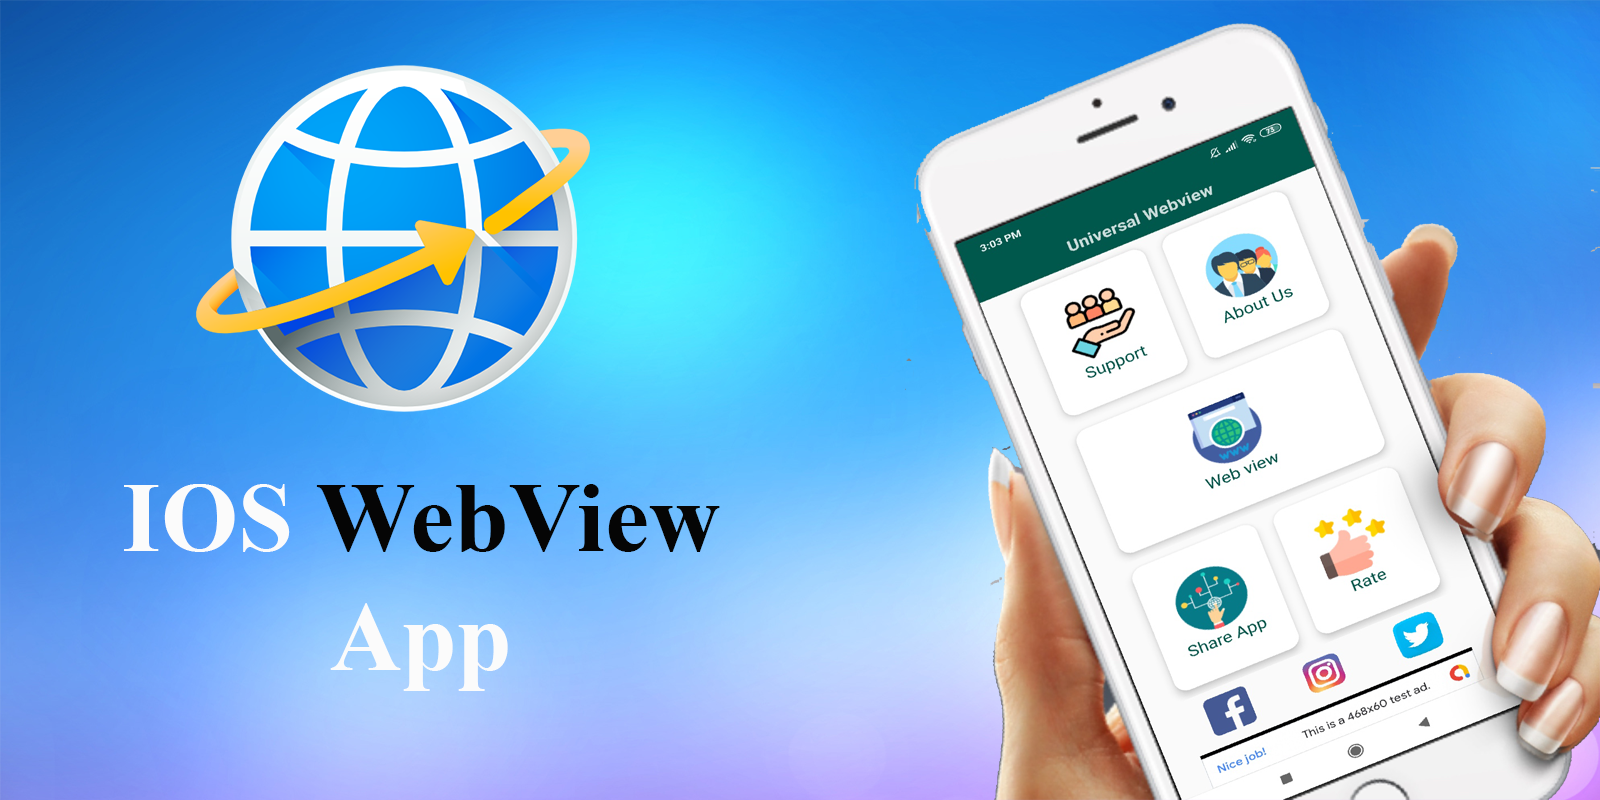 IOS WebView
App
3:03 PM
73
Universal Webview
Support
About Us
WWW
Web view
Share App
Rate
Nice job!
This is a 468x60 test ad.